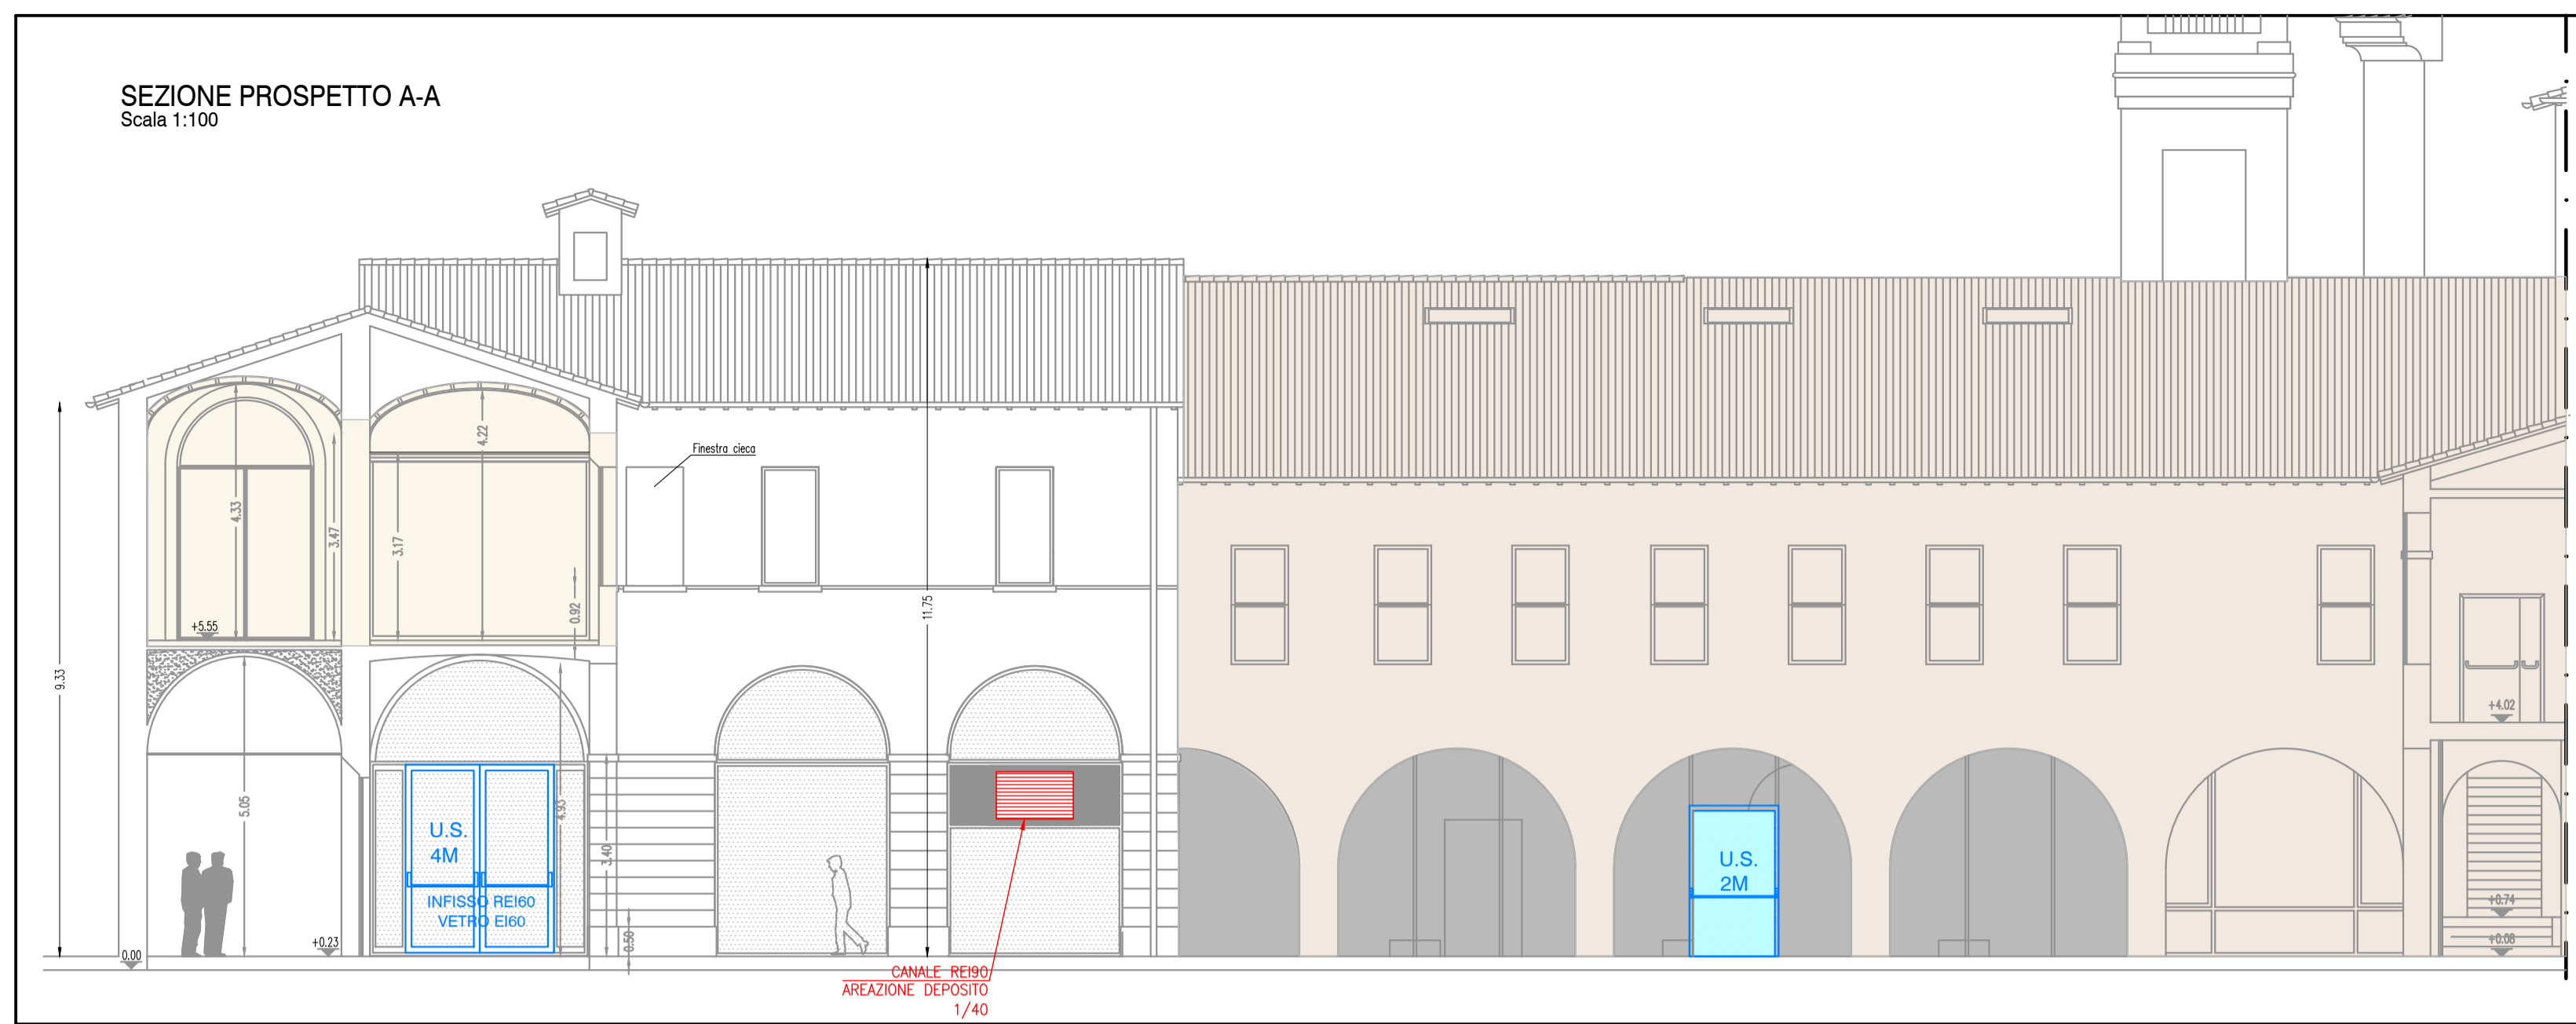 SEZIONE PROSPETTO A-A
Scala 1:100
Finestra cieca
4.22
4.33
3.47
3.17
+5.55
0.92
11.75
9.33
5.05
4.93
3.40
0.50
U.S.
4M
INFISSO REI60
VETRO EI60
+0.23
0.00
CANALE REI90
AREAZIONE DEPOSITO
1/40
U.S.
2M
+4.02
+0.74
+0.08